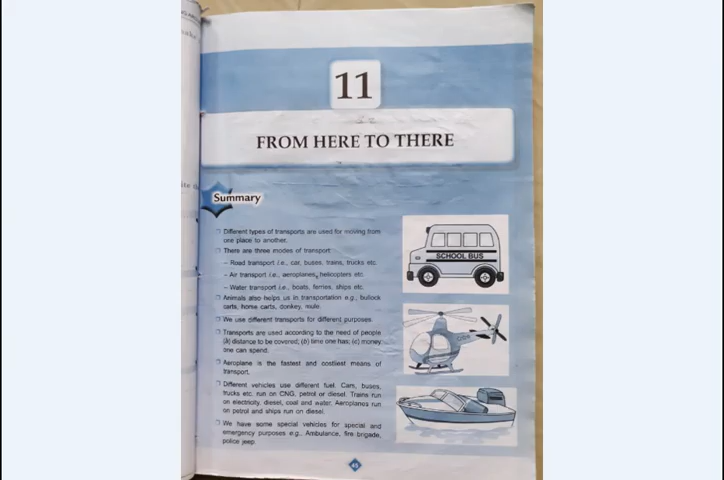 11
FROM HERE TO THERE
Summary
Different types of transports are used for moving from
one place to another.
There are three modes of transport:
– Road transport i.e., car, buses, trains, trucks etc.
– Air transport i.e., aeroplanes, helicopters etc.
– Water transport i.e., boats, ferries, ships etc.
Animals also helps us in transportation e.g., bullock
carts, horse carts, donkey, mule.
We use different transports for different purposes.
Transports are used according to the need of people
(a) distance to be covered; (b) time one has; (c) money
one can spend.
Aeroplane is the fastest and costliest means of
transport.
Different vehicles use different fuel. Cars, buses,
trucks etc. run on CNG, petrol or diesel. Trains run
on electricity, diesel, coal and water. Aeroplanes run
on petrol and ships run on diesel.
We have some special vehicles for special and
emergency purposes e.g., Ambulance, fire brigade,
police jeep.
SCHOOL BUS
45